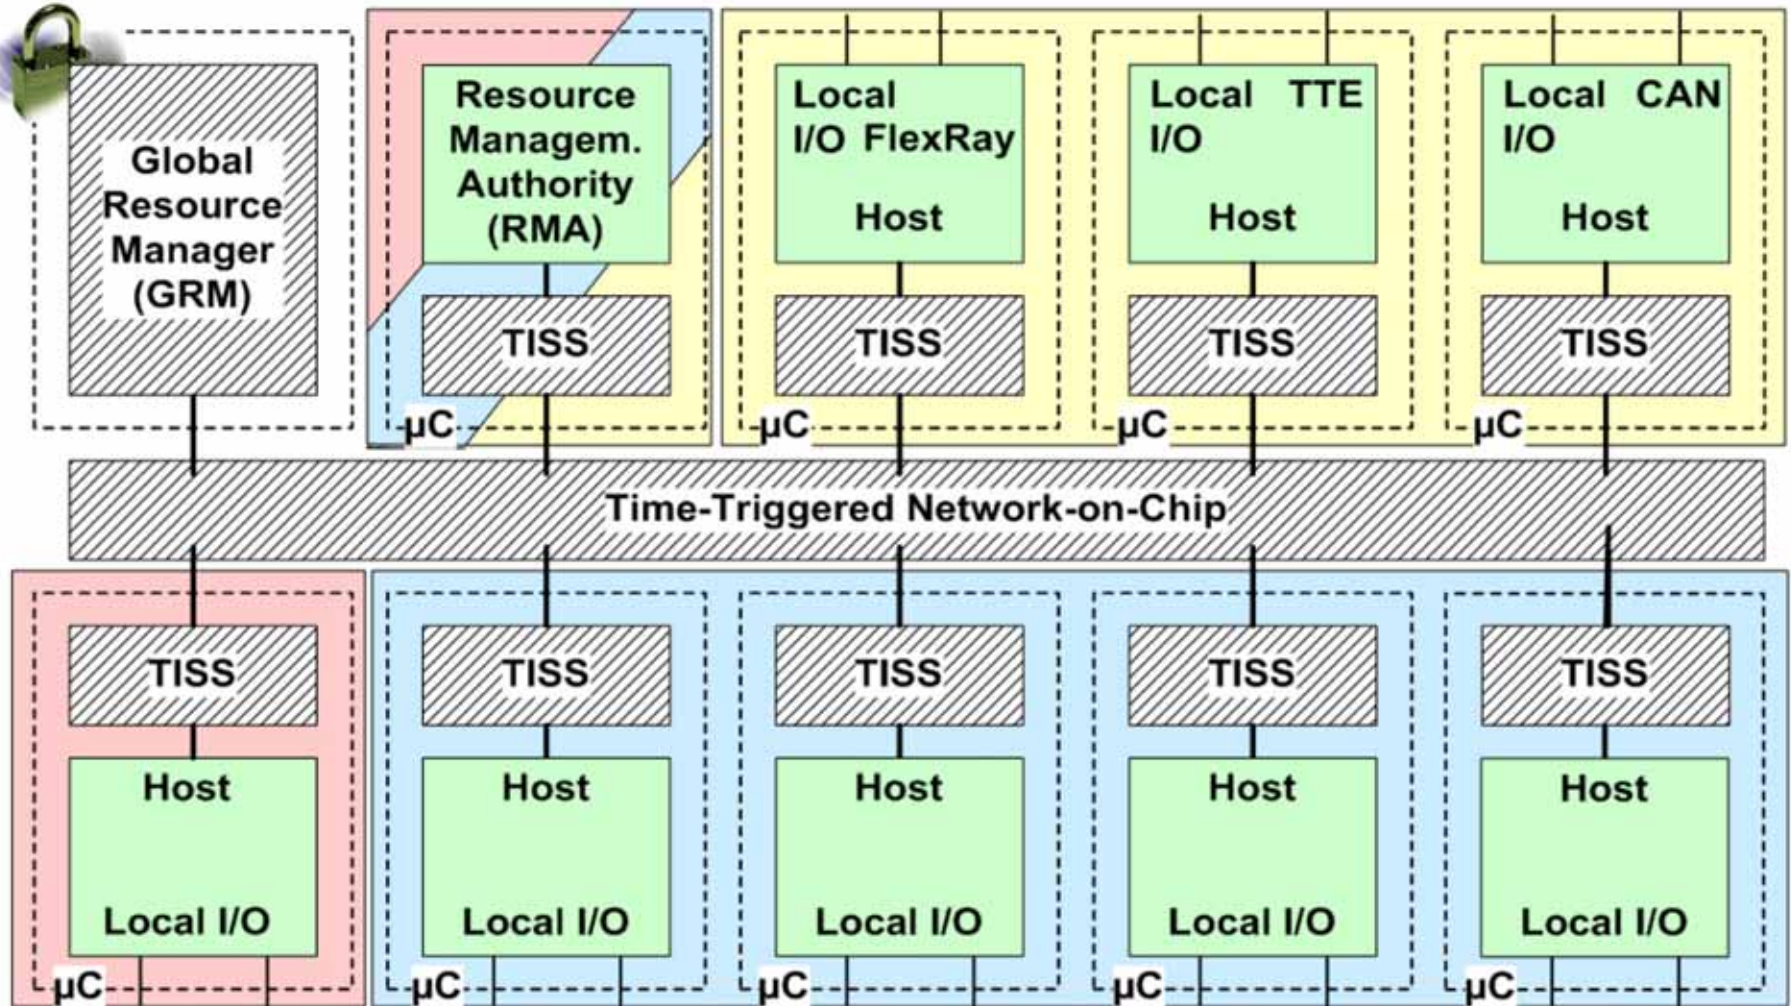 Global
Resource
Manager
(GRM)
Resource
Managem.
Authority
(RMA)
TISS
µC
Local
I/O FlexRay
Host
TISS
µC
Local TTE
I/O
Host
TISS
µC
Local CAN
I/O
Host
TISS
µC
Time-Triggered Network-on-Chip
TISS
Host
Local I/O
µC
TISS
Host
Local I/O
µC
TISS
Host
Local I/O
µC
TISS
Host
Local I/O
µC
TISS
Host
Local I/O
µC